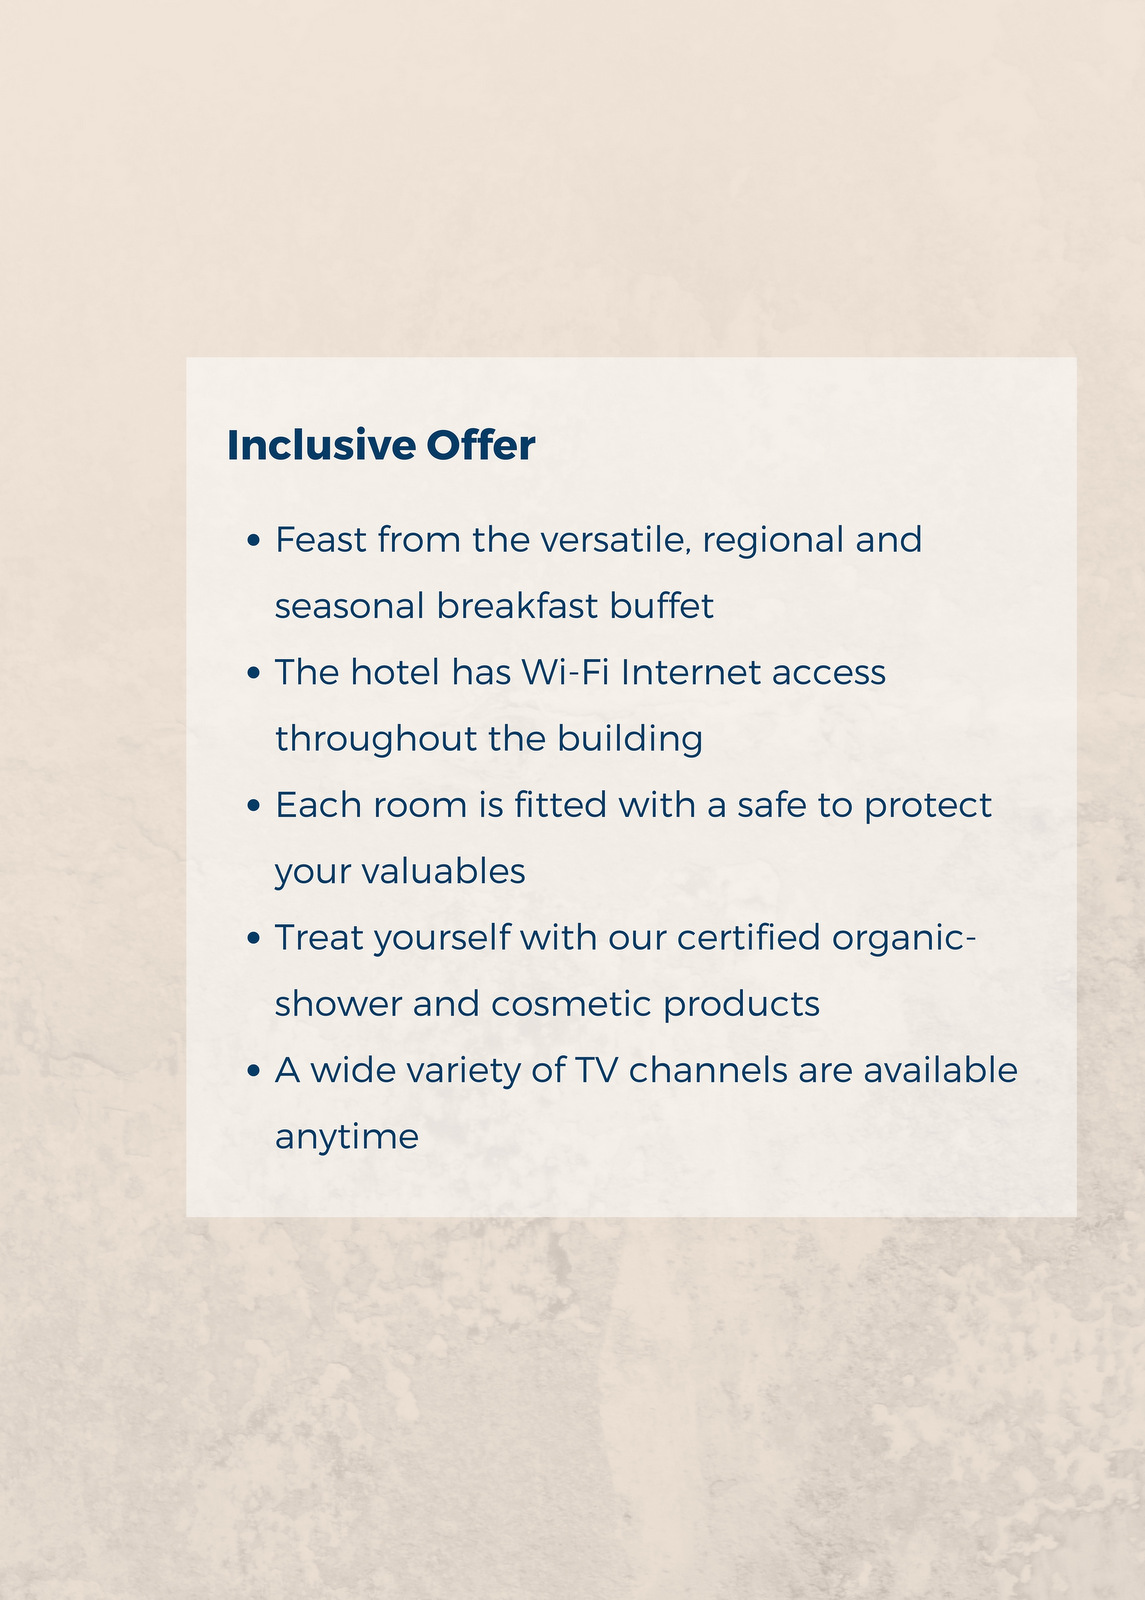 Inclusive Offer
• Feast from the versatile, regional and
seasonal breakfast buffet
• The hotel has Wi-Fi Internet access
throughout the building
• Each room is fitted with a safe to protect
your valuables
• Treat yourself with our certified organic-
shower and cosmetic products
• A wide variety of TV channels are available
anytime